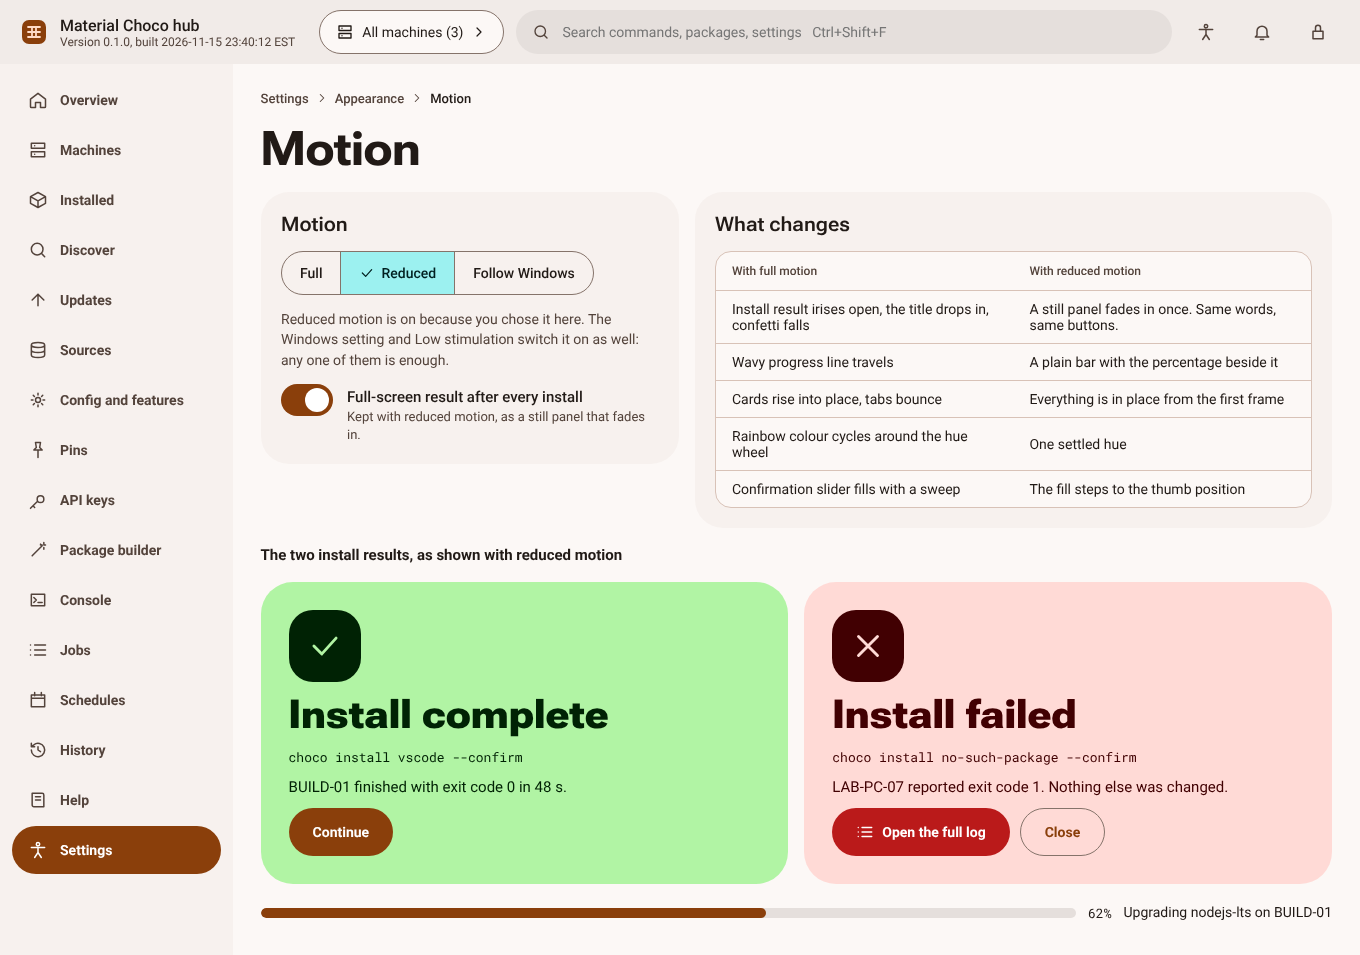 Material Choco hub
Version 0.1.0, built 2026-11-15 23:40:12 EST
All machines (3)
Search commands, packages, settings Ctrl+Shift+F
Overview
Machines
Installed
Discover
Updates
Sources
Config and features
Pins
API keys
Package builder
Console
Jobs
Schedules
History
Help
Settings
Settings > Appearance > Motion
Motion
Motion
Full
Reduced
Follow Windows
Reduced motion is on because you chose it here. The
Windows setting and Low stimulation switch it on as well:
any one of them is enough.
Full-screen result after every install
Kept with reduced motion, as a still panel that fades
in.
What changes
With full motion
With reduced motion
Install result irises open, the title drops in,
confetti falls
A still panel fades in once. Same words,
same buttons.
Wavy progress line travels
A plain bar with the percentage beside it
Cards rise into place, tabs bounce
Everything is in place from the first frame
Rainbow colour cycles around the hue
wheel
One settled hue
Confirmation slider fills with a sweep
The fill steps to the thumb position
The two install results, as shown with reduced motion
Install complete
choco install vscode --confirm
BUILD-01 finished with exit code 0 in 48 s.
Continue
Install failed
choco install no-such-package --confirm
LAB-PC-07 reported exit code 1. Nothing else was changed.
Open the full log
Close
62% Upgrading nodejs-lts on BUILD-01